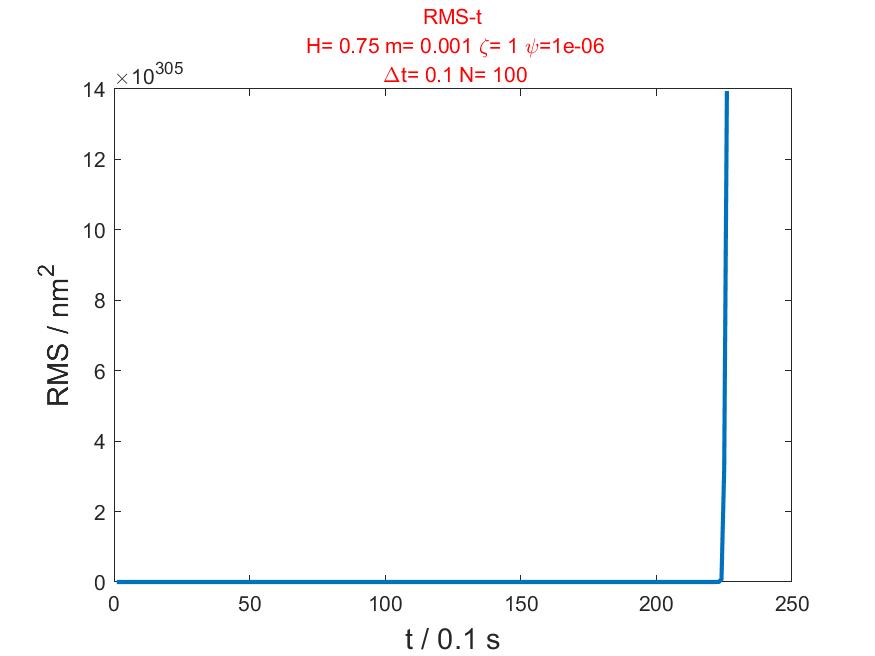 RMS-t
H= 0.75 m= 0.001 ζ= 1 ψ=1e-06
Δt= 0.1 N= 100
×10^305
14
12
10
8
6
4
2
0
RMS / nm^2
0 50 100 150 200 250
t / 0.1 s